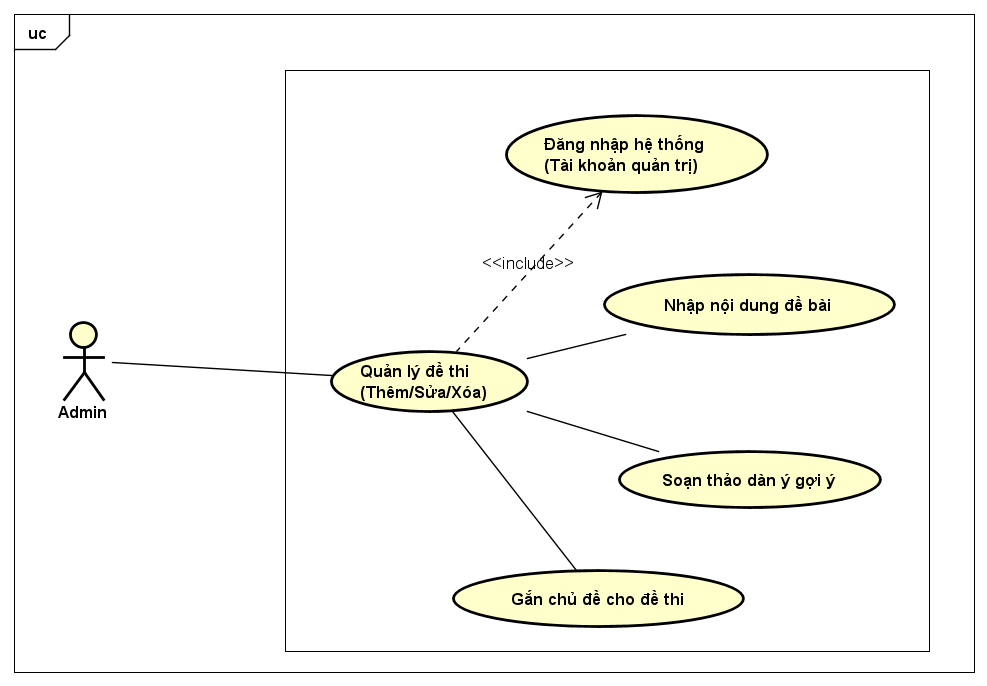 uc
Đăng nhập hệ thống
(Tài khoản quản trị)
<<include>>
Nhập nội dung đề bài
Quản lý đề thi
(Thêm/Sửa/Xóa)
Admin
Soạn thảo dàn ý gợi ý
Gắn chủ đề cho đề thi